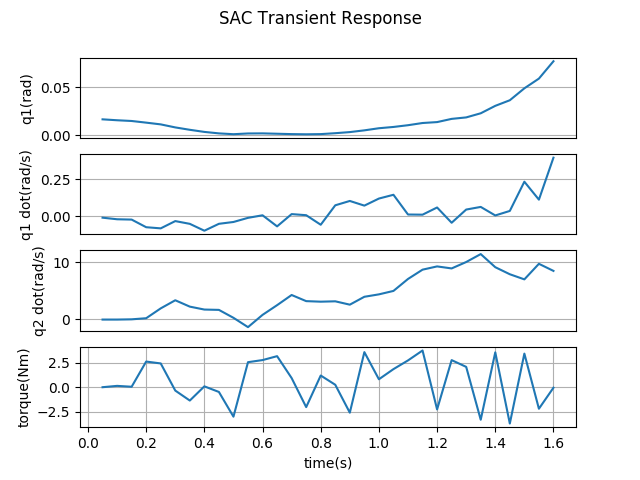 SAC Transient Response
q1(rad)
0.05
0.00
q1 dot(rad/s)
0.25
0.00
q2 dot(rad/s)
10
0
torque(Nm)
2.5
0.0
−2.5
0.0 0.2 0.4 0.6 0.8 1.0 1.2 1.4 1.6
time(s)